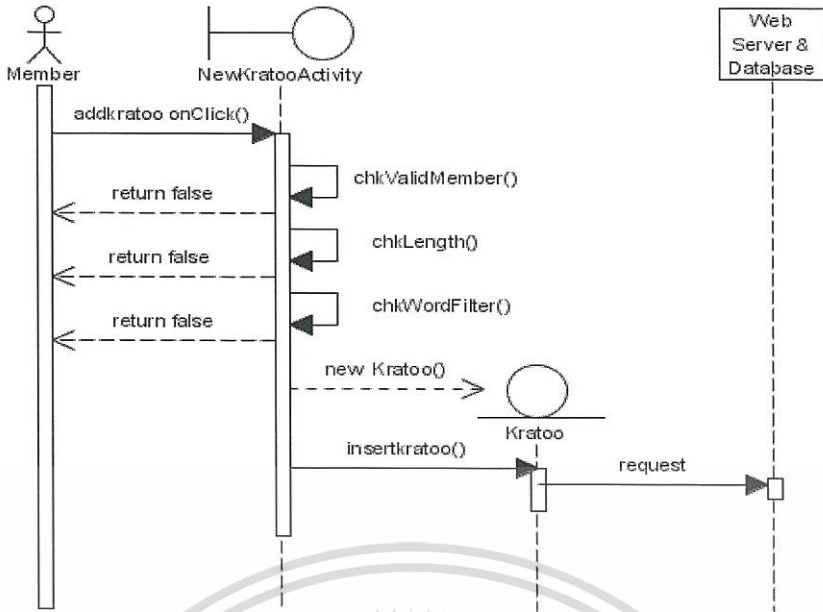 Member
NewKratooActivity
Web
Server &
Database
addkratoo onClick()
chkValidMember()
return false
chkLength()
return false
chkWordFilter()
return false
new Kratoo()
Kratoo
insertkratoo()
request